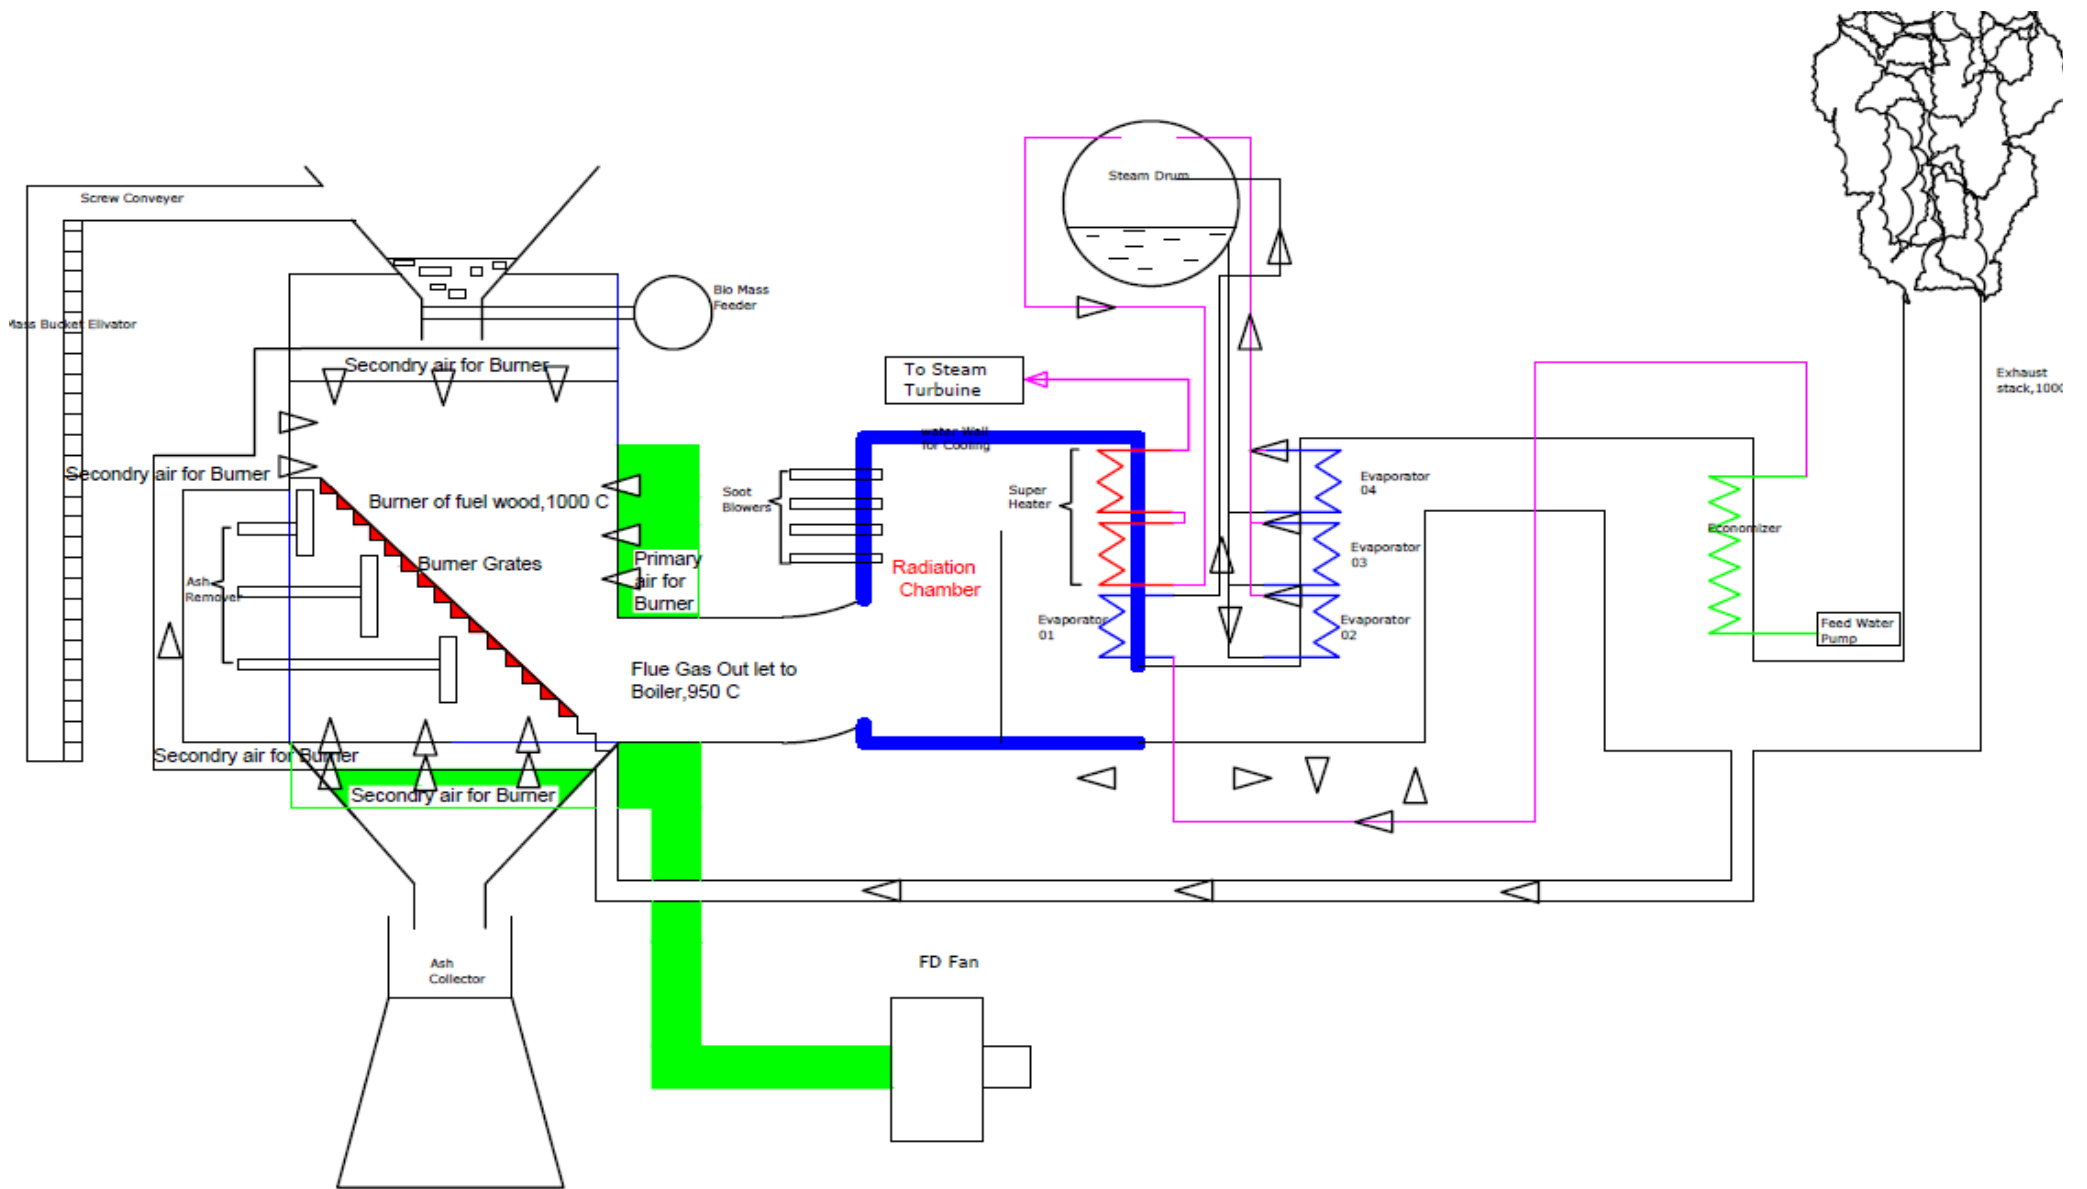 Steam Drum
Screw Conveyer
Bio Mass
Feeder
Mass Bucket Elivator
Secondry air for Burner
To Steam
Turbuine
Exhaust
stack,100
water Wall
for Cooling
Secondry air for Burner
Burner of fuel wood,1000 C
Soot
Blowers
Super
Heater
Evaporator
04
Economizer
Evaporator
03
Burner Grates
Primary
air for
Burner
Radiation
Chamber
Ash
Remover
Evaporator
01
Evaporator
02
Feed Water
Pump
Flue Gas Out let to
Boiler,950 C
Secondry air for Burner
Secondry air for Burner
Ash
Collector
FD Fan